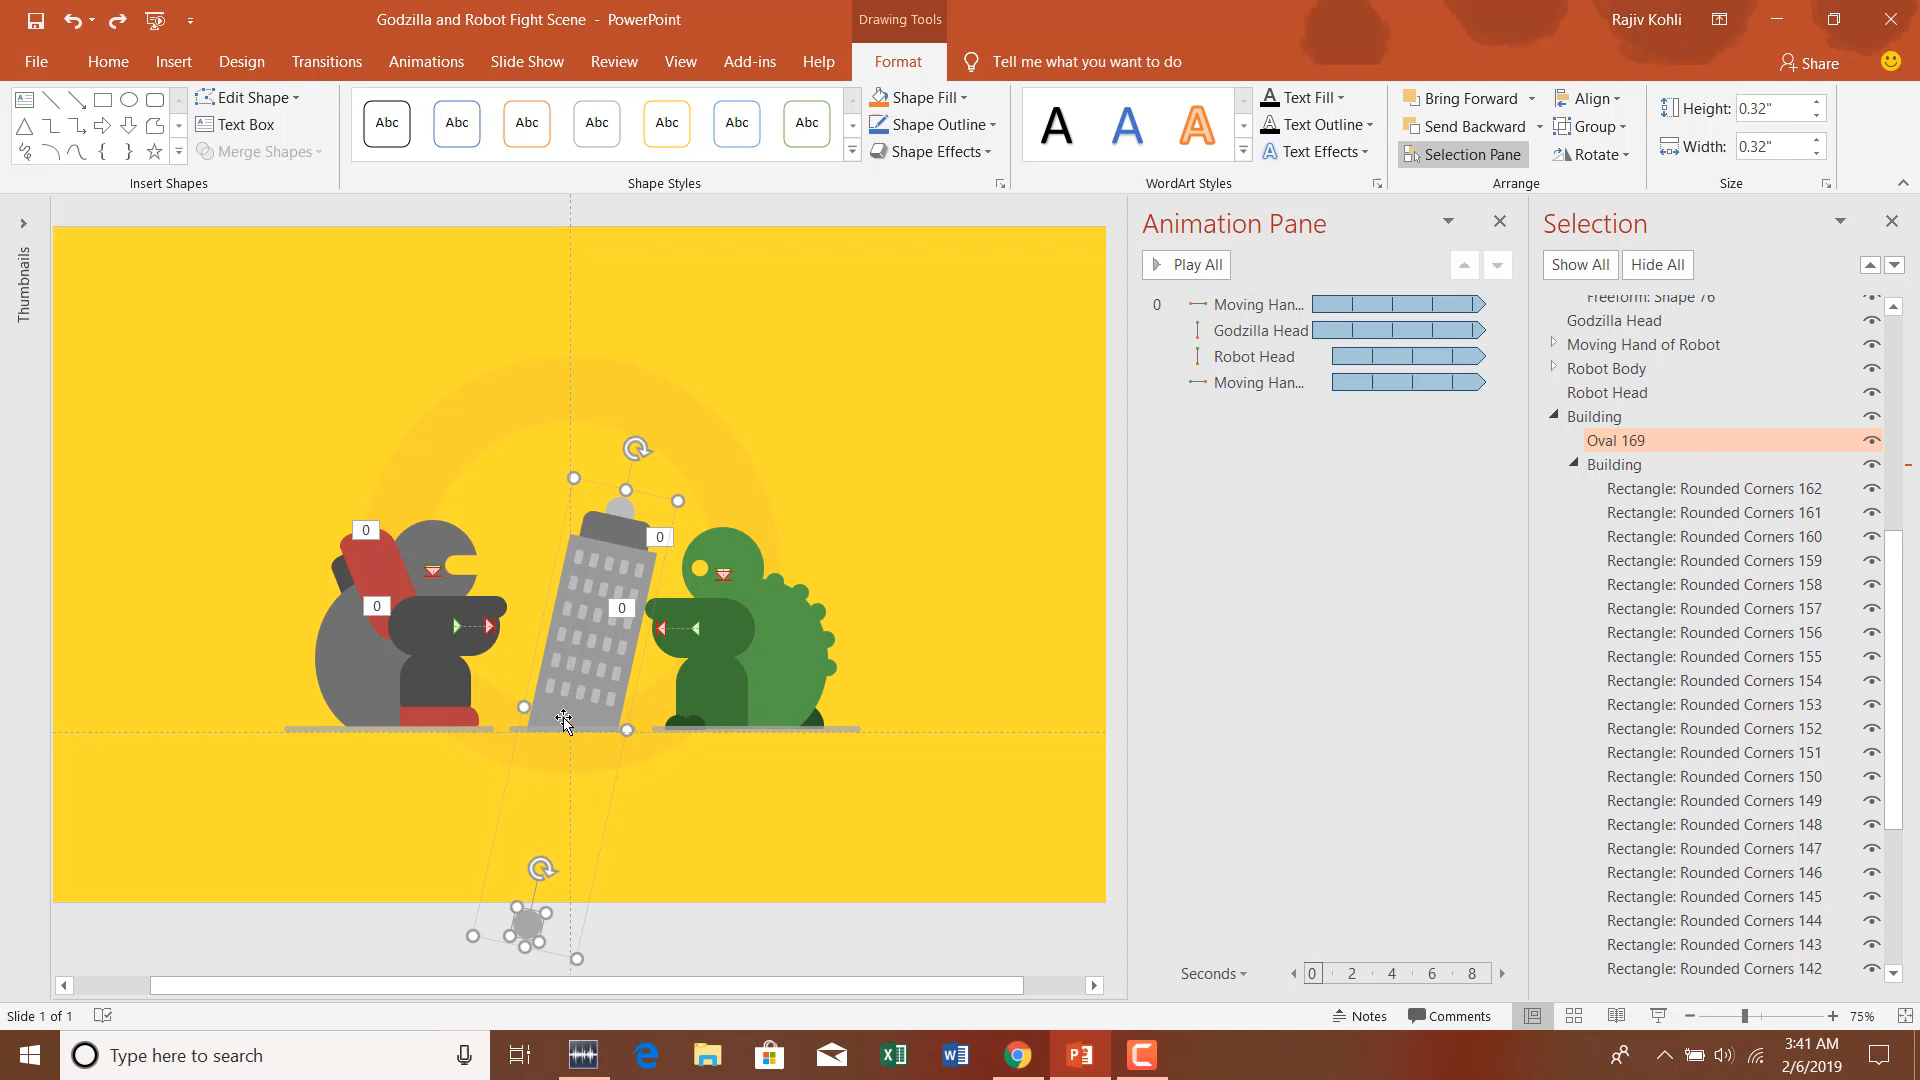 Godzilla and Robot Fight Scene - PowerPoint
Drawing Tools
Rajiv Kohli
File Home Insert Design Transitions Animations Slide Show Review View Add-ins Help Format Tell me what you want to do Share
Edit Shape
Text Box
Merge Shapes
Insert Shapes
Abc Abc Abc Abc Abc Abc Abc
Shape Fill
Shape Outline
Shape Effects
Shape Styles
A A A
Text Fill
Text Outline
Text Effects
WordArt Styles
Bring Forward
Send Backward
Selection Pane
Align
Group
Rotate
Arrange
Height: 0.32"
Width: 0.32"
Size
Thumbnails
0
0
0
0
Animation Pane
Play All
0 Moving Han...
Godzilla Head
Robot Head
Moving Han...
Seconds 0 2 4 6 8
Selection
Show All Hide All
Freeform: Shape 76
Godzilla Head
Moving Hand of Robot
Robot Body
Robot Head
Building
Oval 169
Building
Rectangle: Rounded Corners 162
Rectangle: Rounded Corners 161
Rectangle: Rounded Corners 160
Rectangle: Rounded Corners 159
Rectangle: Rounded Corners 158
Rectangle: Rounded Corners 157
Rectangle: Rounded Corners 156
Rectangle: Rounded Corners 155
Rectangle: Rounded Corners 154
Rectangle: Rounded Corners 153
Rectangle: Rounded Corners 152
Rectangle: Rounded Corners 151
Rectangle: Rounded Corners 150
Rectangle: Rounded Corners 149
Rectangle: Rounded Corners 148
Rectangle: Rounded Corners 147
Rectangle: Rounded Corners 146
Rectangle: Rounded Corners 145
Rectangle: Rounded Corners 144
Rectangle: Rounded Corners 143
Rectangle: Rounded Corners 142
Slide 1 of 1
Notes Comments 75%
Type here to search
3:41 AM
2/6/2019